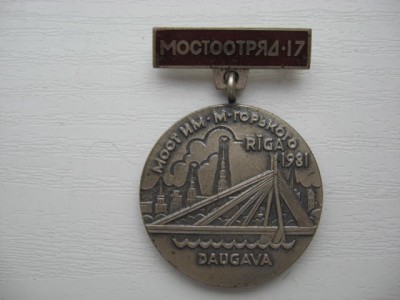 МОСТООТРЯД·17
МОСТ ИМ·М·ГОРЬКОГО
RĪGA
1981
DAUGAVA